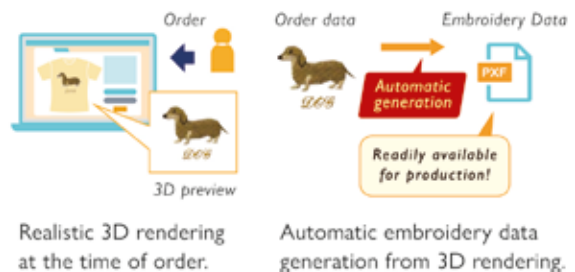 Order
DOG
3D preview
Realistic 3D rendering
at the time of order.
Order data
Embroidery Data
DOG
Automatic
generation
PXF
Readily available
for production!
Automatic embroidery data
generation from 3D rendering.